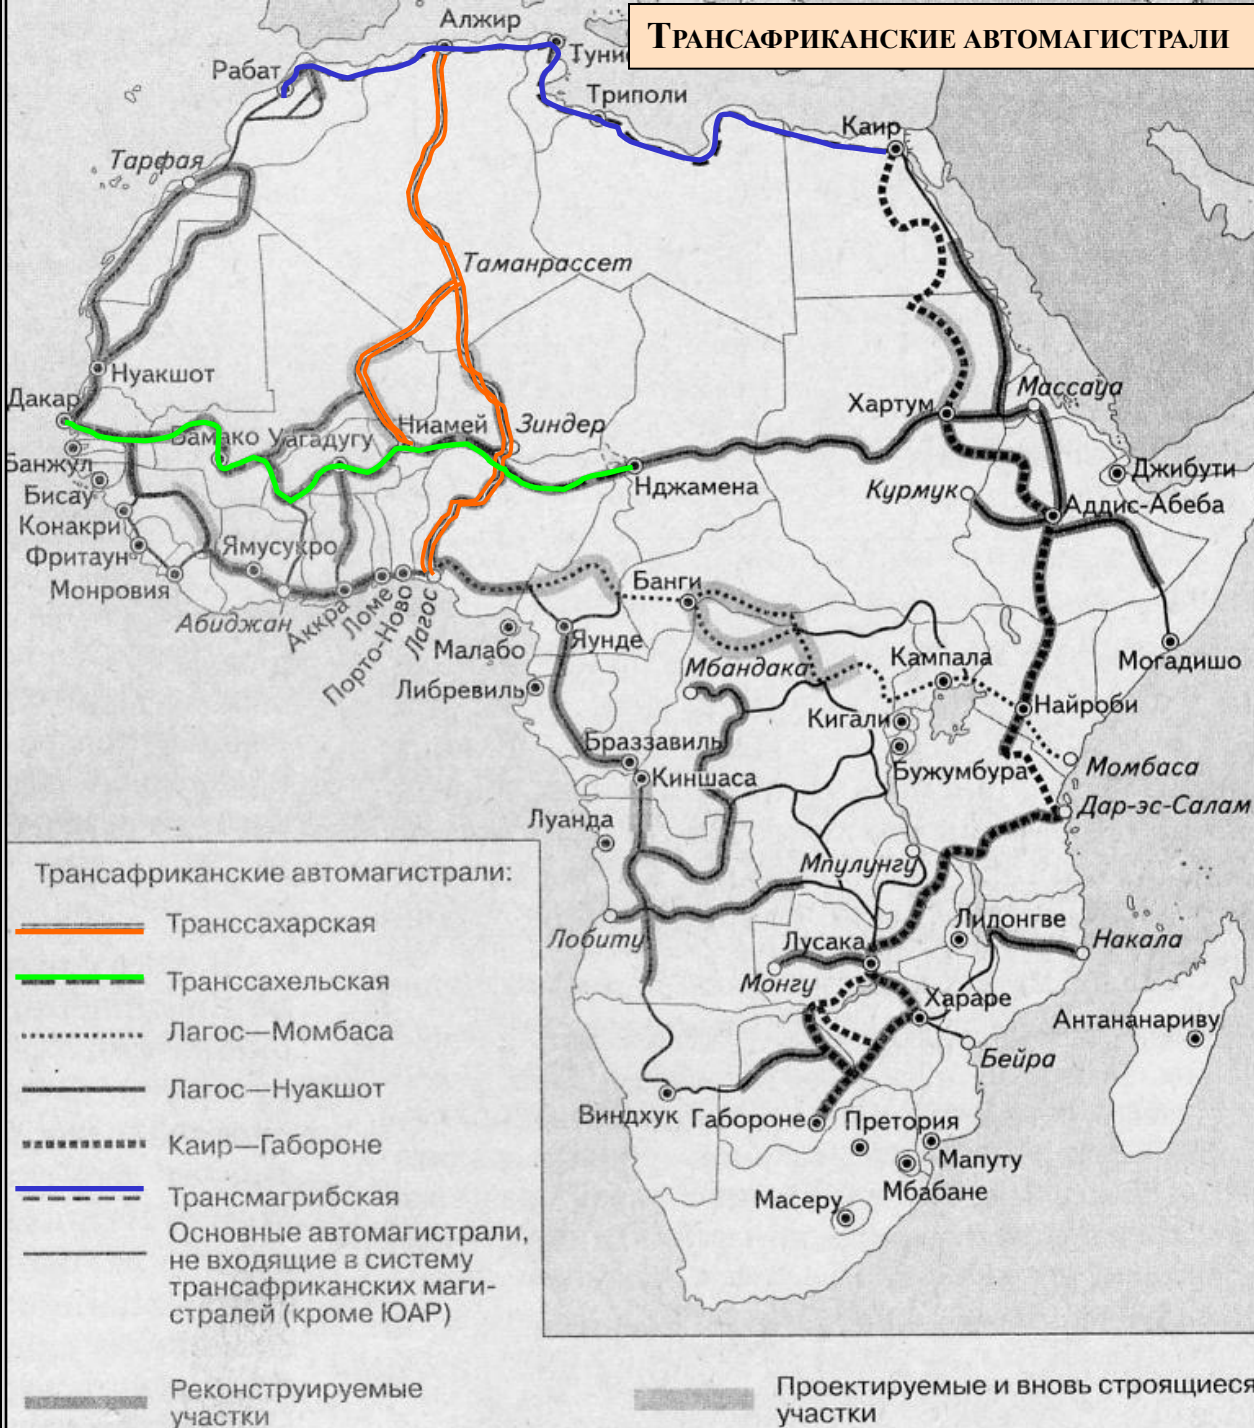 ТРАНСАФРИКАНСКИЕ АВТОМАГИСТРАЛИ
Алжир
Рабат
Тунис
Триполи
Каир
Тарфая
Таманрассет
Нуакшот
Дакар
Массауа
Хартум
Бамако
Уагадугу
Ниамей
Зиндер
Банжул
Нджамена
Джибути
Курмук
Бисау
Аддис-Абеба
Конакри
Фритаун
Ямусукро
Монровия
Банги
Абиджан
Аккра
Ломе
Порто-Ново
Лагос
Малабо
Яунде
Мбандака
Кампала
Могадишо
Либревиль
Кигали
Найроби
Браззавиль
Киншаса
Бужумбура
Момбаса
Дар-эс-Салам
Луанда
Мпилунгу
Лобиту
Лусака
Лилонгве
Накала
Монгу
Хараре
Антананариву
Бейра
Виндхук
Габороне
Претория
Мапуту
Мбабане
Масеру
Трансафриканские автомагистрали:
Транссахарская
Транссахельская
Лагос—Момбаса
Лагос—Нуакшот
Каир—Габороне
Трансмагрибская
Основные автомагистрали,
не входящие в систему
трансафриканских маги-
стралей (кроме ЮАР)
Реконструируемые
участки
Проектируемые и вновь строящиеся
участки